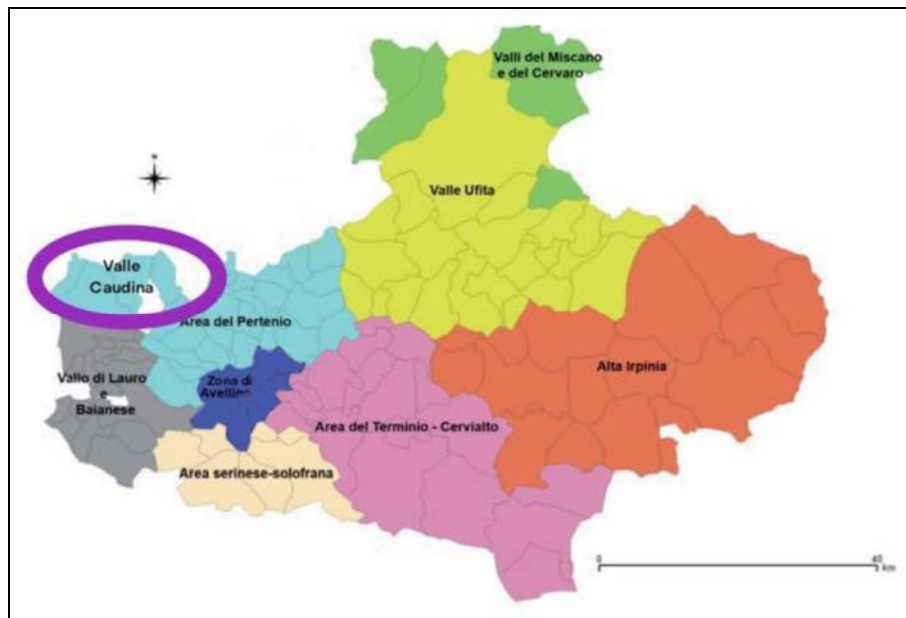 Valli del Miscano
e del Cervaro
Valle Ufita
N
Valle
Caudina
Area del Pertenio
Zona di
Avellino
Vallo di Lauro
e
Baianese
Alta Irpinia
Area del Terminio - Cervialto
Area serinese-solofrana
0
40
km